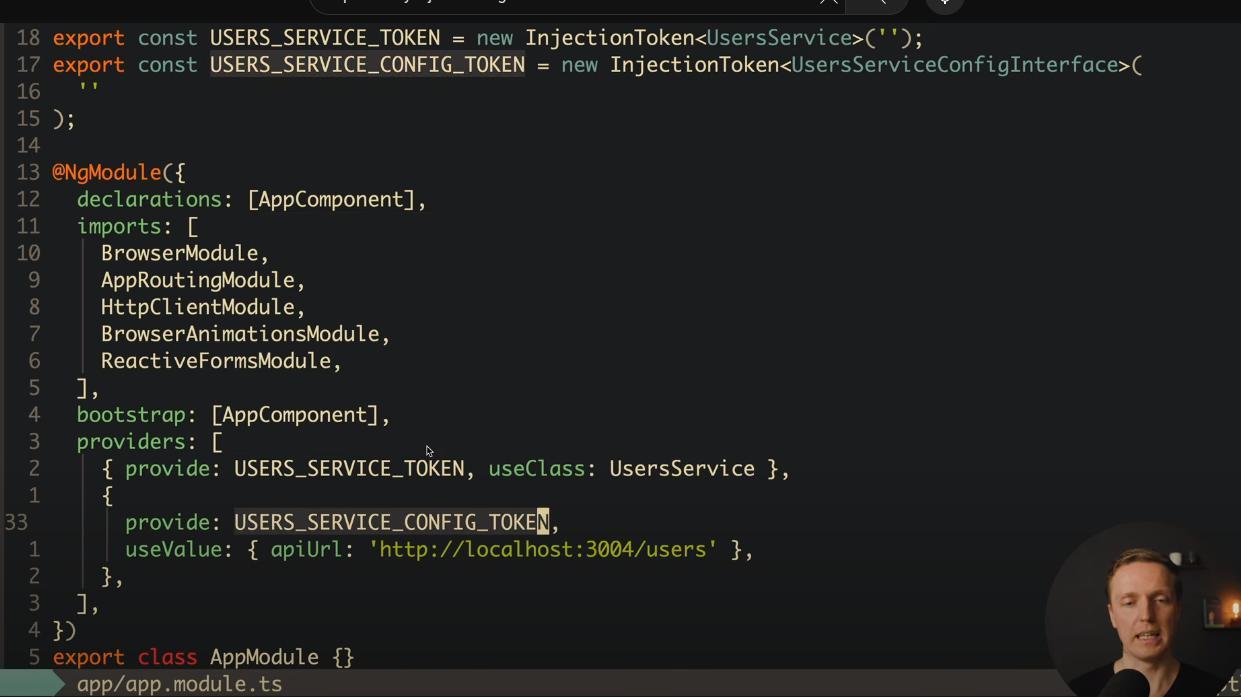 18 export const USERS_SERVICE_TOKEN = new InjectionToken<UsersService>('');
17 export const USERS_SERVICE_CONFIG_TOKEN = new InjectionToken<UsersServiceConfigInterface>(
16   ''
15 );
14
13 @NgModule({
12   declarations: [AppComponent],
11   imports: [
10     BrowserModule,
9     AppRoutingModule,
8     HttpClientModule,
7     BrowserAnimationsModule,
6     ReactiveFormsModule,
5   ],
4   bootstrap: [AppComponent],
3   providers: [
2     { provide: USERS_SERVICE_TOKEN, useClass: UsersService },
1     {
33       provide: USERS_SERVICE_CONFIG_TOKEN,
1       useValue: { apiUrl: 'http://localhost:3004/users' },
2     },
3   ],
4 })
5 export class AppModule {}
app/app.module.ts